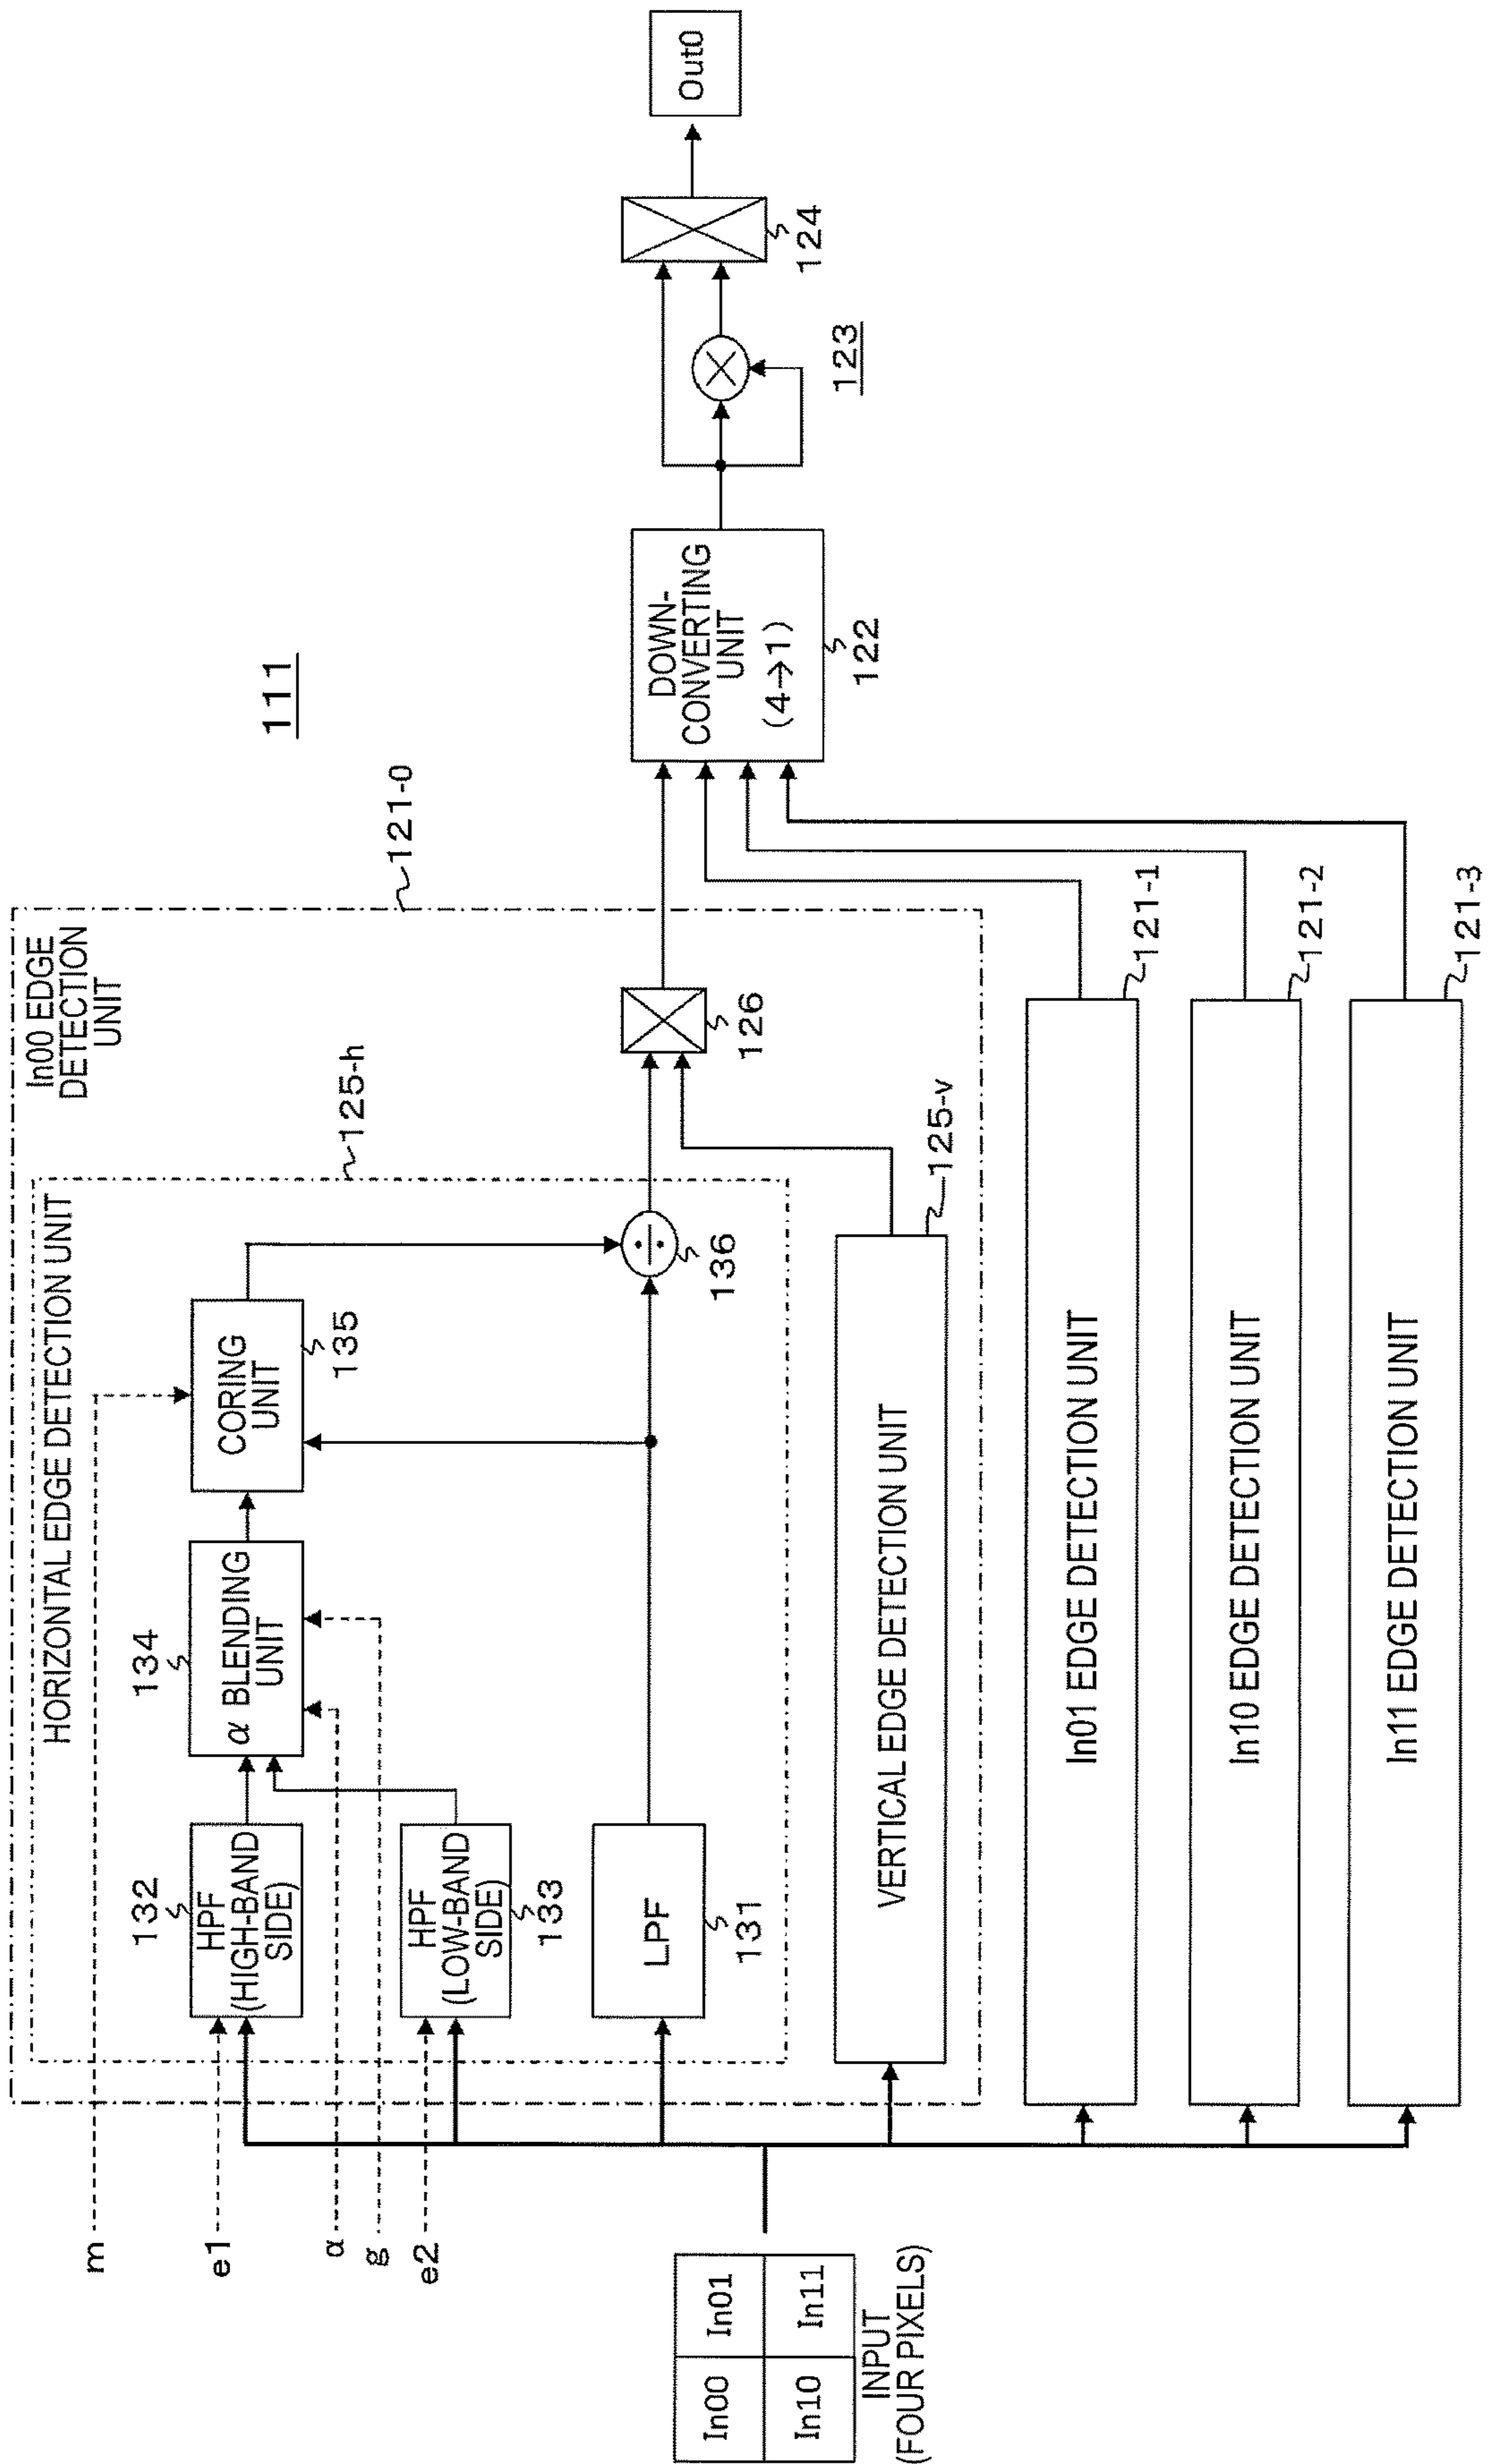 111
In00 EDGE
DETECTION
UNIT
121-0
HORIZONTAL EDGE DETECTION UNIT
125-h
m
e1
α
g
e2
132
HPF
(HIGH-BAND
SIDE)
134
α BLENDING
UNIT
CORING
UNIT
135
HPF
(LOW-BAND
SIDE)
133
LPF
131
136
126
VERTICAL EDGE DETECTION UNIT
125-v
In00
In01
In10
In11
INPUT
(FOUR PIXELS)
In01 EDGE DETECTION UNIT
121-1
In10 EDGE DETECTION UNIT
121-2
In11 EDGE DETECTION UNIT
121-3
DOWN-
CONVERTING
UNIT
(4→1)
122
123
124
Out0